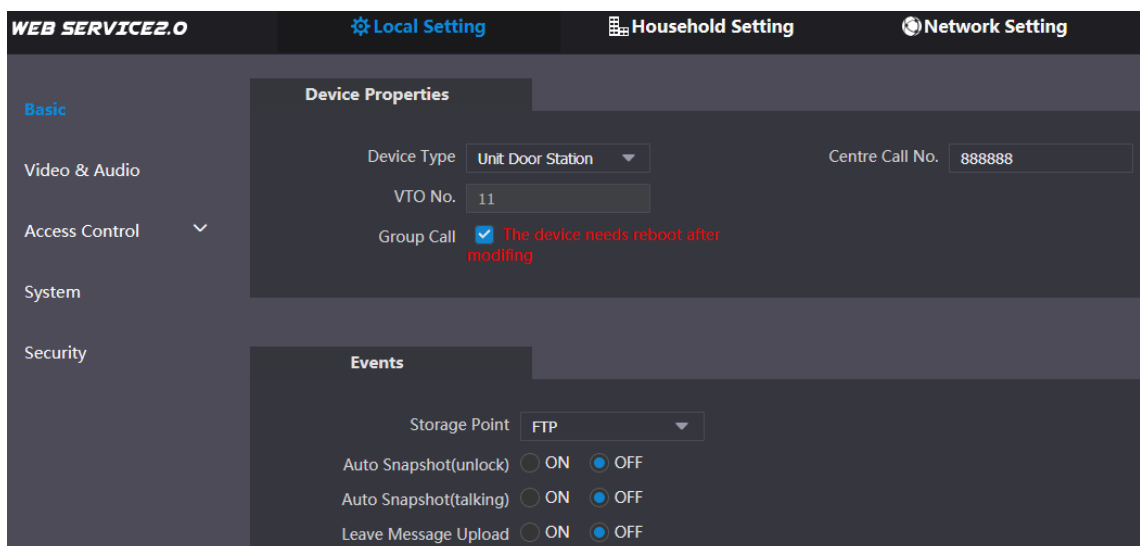 WEB SERVICE2.0 Local Setting Household Setting Network Setting
Basic
Video & Audio
Access Control
System
Security
Device Properties
Device Type Unit Door Station Centre Call No. 888888
VTO No. 11
Group Call The device needs reboot after
modifing
Events
Storage Point FTP
Auto Snapshot(unlock) ON OFF
Auto Snapshot(talking) ON OFF
Leave Message Upload ON OFF